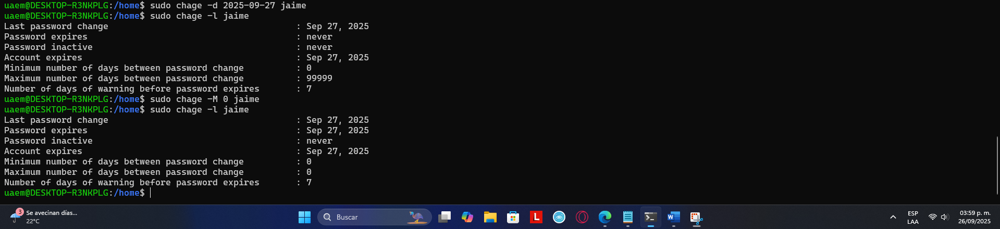 uaem@DESKTOP-R3NKPLG:/home$ sudo chage -d 2025-09-27 jaime
uaem@DESKTOP-R3NKPLG:/home$ sudo chage -l jaime
Last password change : Sep 27, 2025
Password expires : never
Password inactive : never
Account expires : Sep 27, 2025
Minimum number of days between password change : 0
Maximum number of days between password change : 99999
Number of days of warning before password expires : 7
uaem@DESKTOP-R3NKPLG:/home$ sudo chage -M 0 jaime
uaem@DESKTOP-R3NKPLG:/home$ sudo chage -l jaime
Last password change : Sep 27, 2025
Password expires : Sep 27, 2025
Password inactive : never
Account expires : Sep 27, 2025
Minimum number of days between password change : 0
Maximum number of days between password change : 0
Number of days of warning before password expires : 7
uaem@DESKTOP-R3NKPLG:/home$
3 Se avecinan días...
22°C
Buscar
L
W
ESP
LAA
03:59 p. m.
26/09/2025